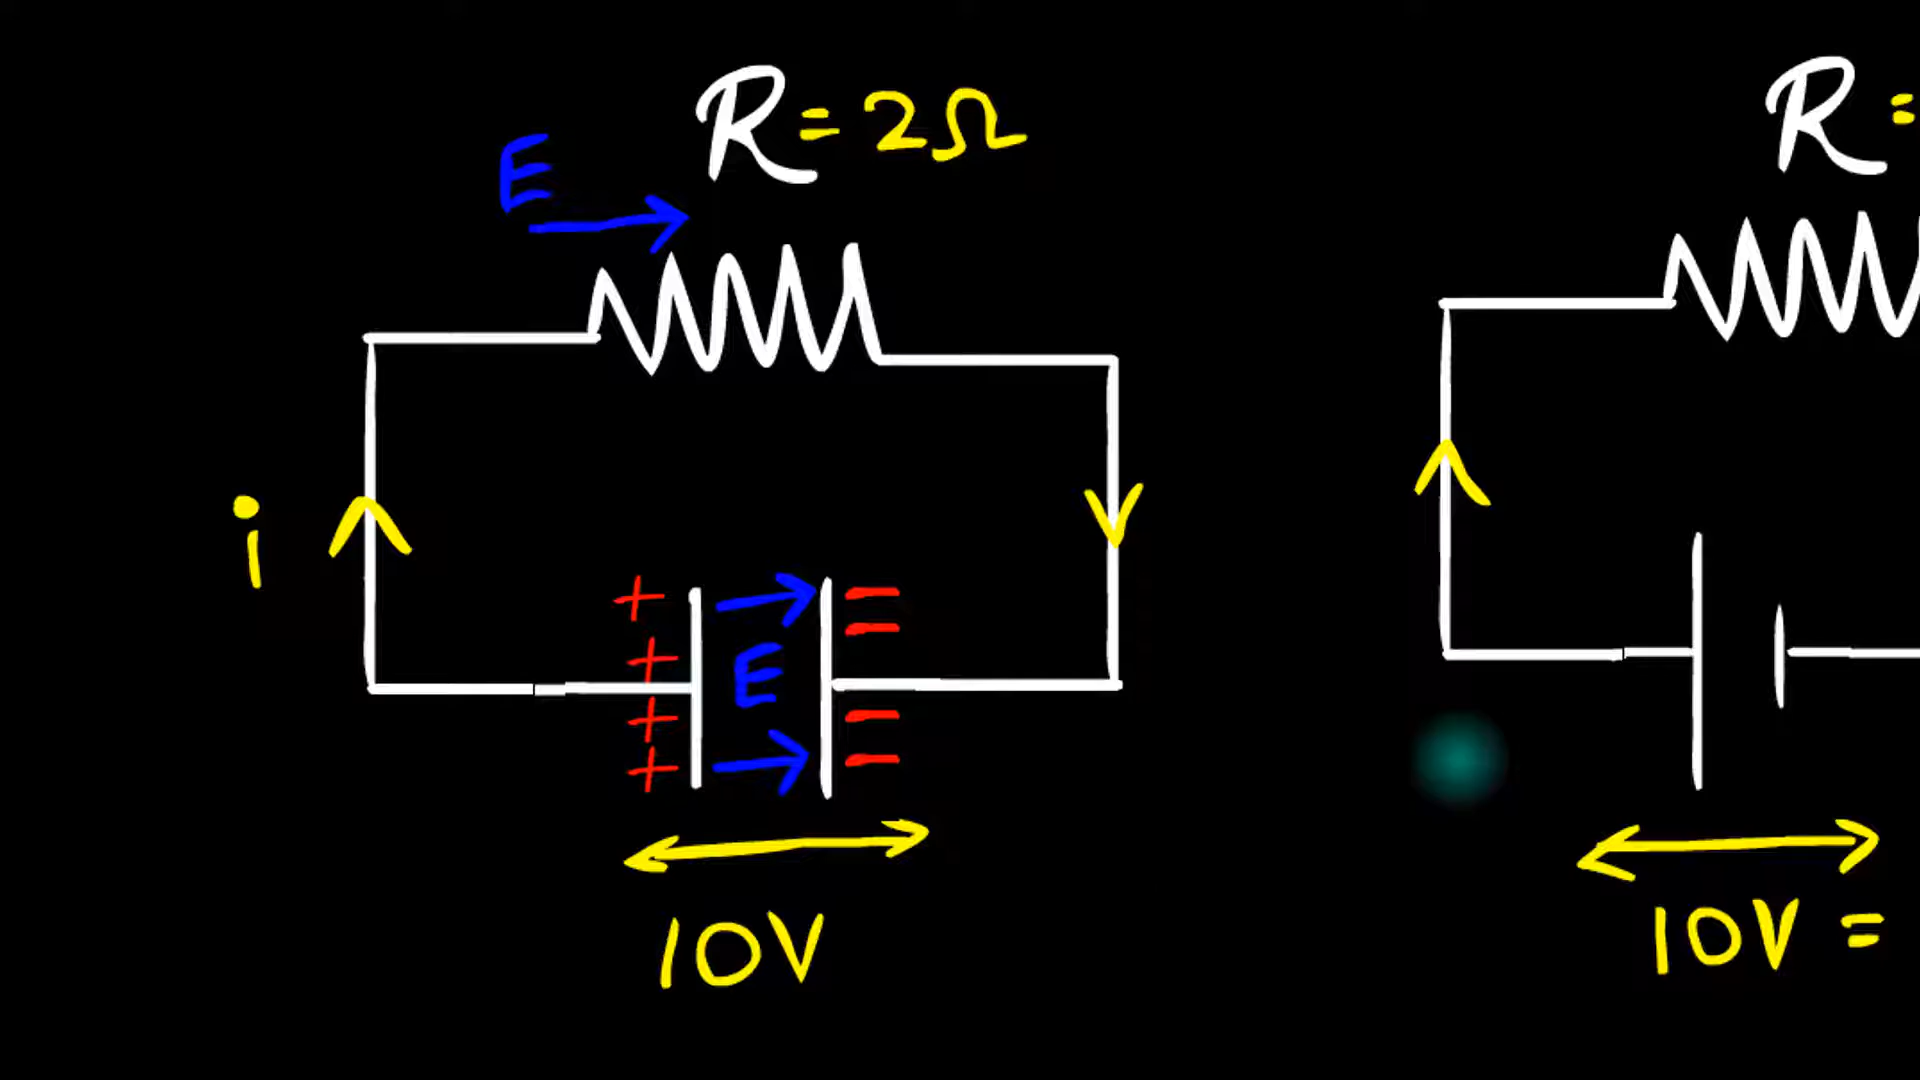 R = 2Ω
E
i
+ + + +
E
− − − −
10V
R =
10V =